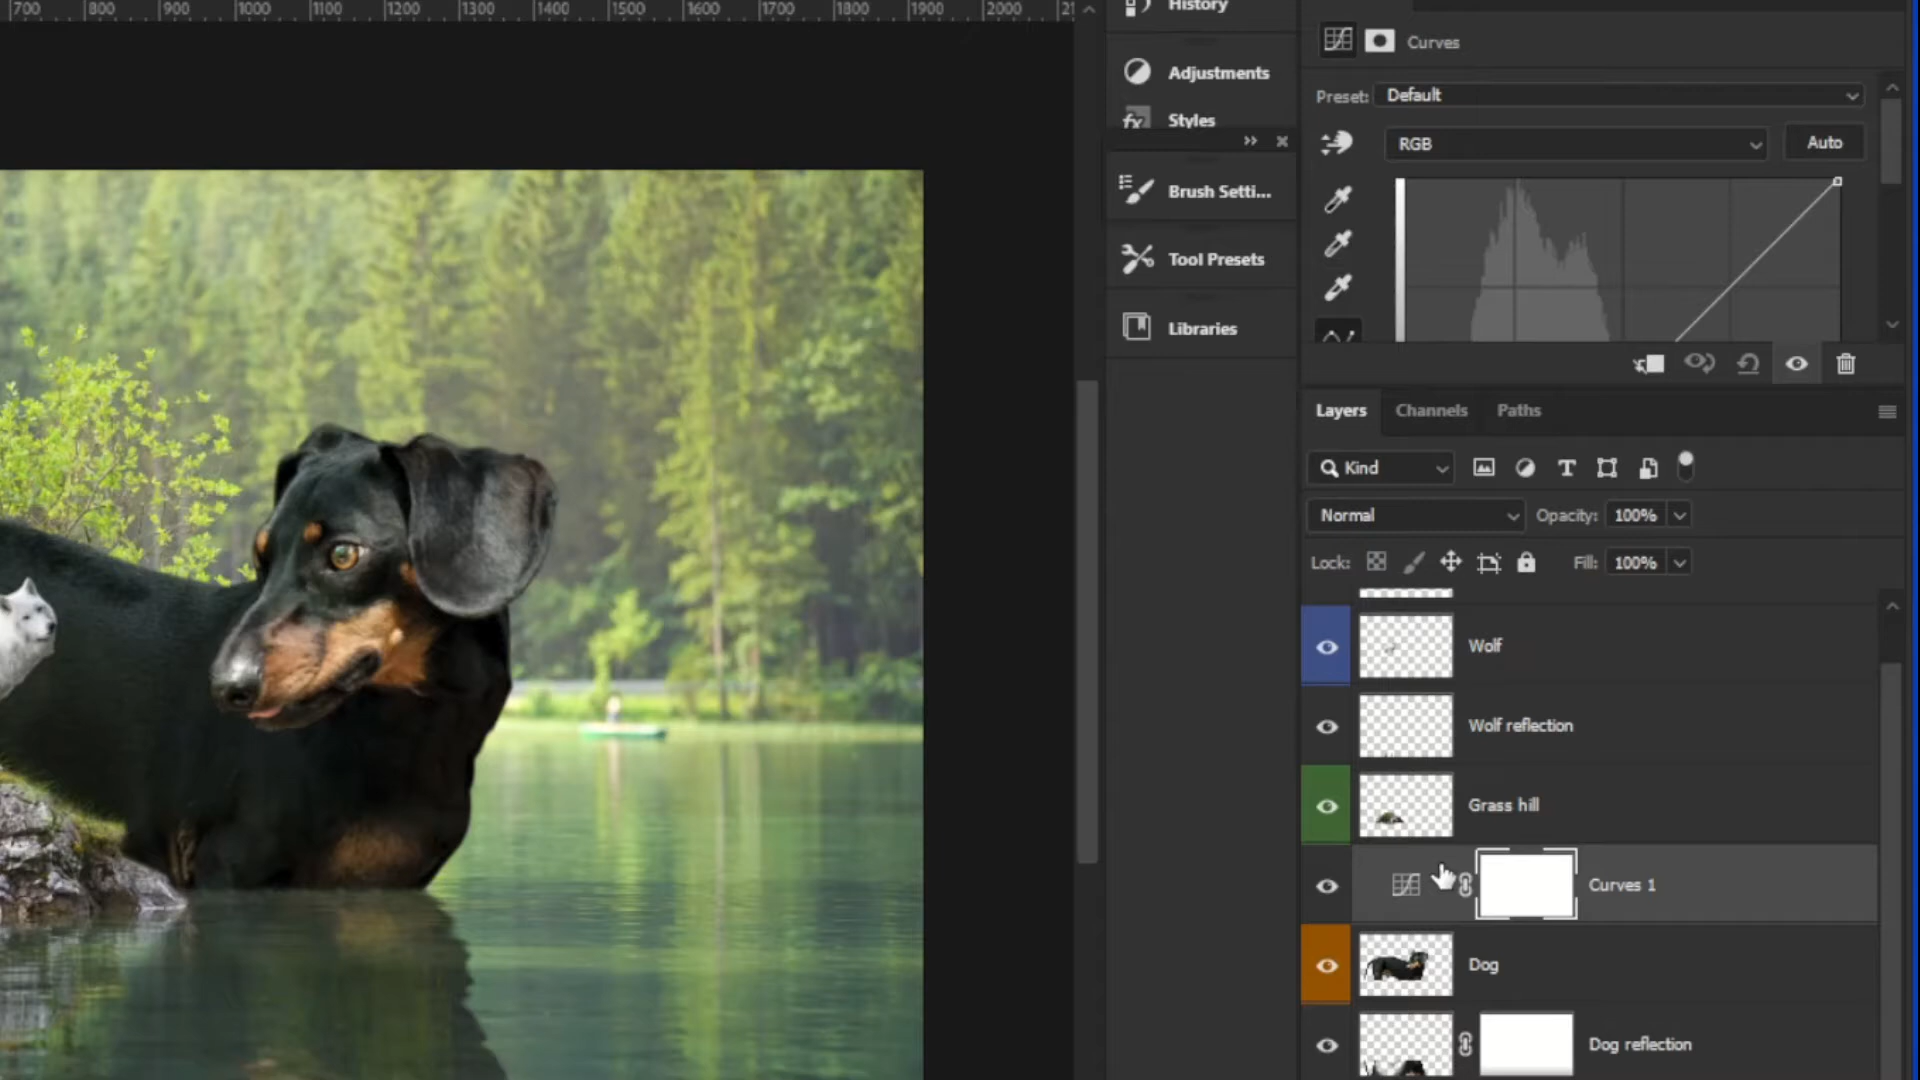 700 800 900 1000 1100 1200 1300 1400 1500 1600 1700 1800 1900 2000
History
Adjustments
Styles
Brush Setti...
Tool Presets
Libraries
Curves
Preset: Default
RGB Auto
Layers Channels Paths
Kind
Normal Opacity: 100%
Lock: Fill: 100%
Wolf
Wolf reflection
Grass hill
Curves 1
Dog
Dog reflection